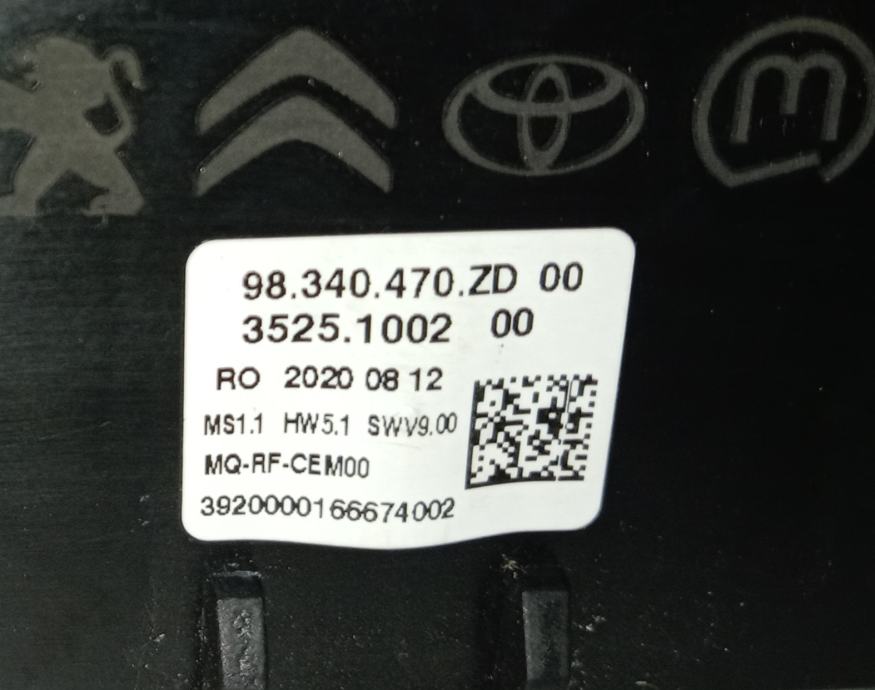 98.340.470.ZD 00
3525.1002 00
RO 2020 08 12
MS1.1 HW5.1 SWV9.00
MQ-RF-CEM00
3920000166674002